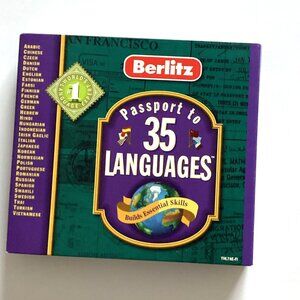 AN FRANCISCO
Berlitz
Passport to
35
LANGUAGES™
Builds Essential Skills
1
ARABIC
CHINESE
CZECH
DANISH
DUTCH
ENGLISH
ESTONIAN
FARSI
FINNISH
FRENCH
GERMAN
GREEK
HEBREW
HINDI
HUNGARIAN
INDONESIAN
IRISH GAELIC
ITALIAN
JAPANESE
KOREAN
NORWEGIAN
POLISH
PORTUGUESE
ROMANIAN
RUSSIAN
SPANISH
SWAHILI
SWEDISH
THAI
TURKISH
VIETNAMESE